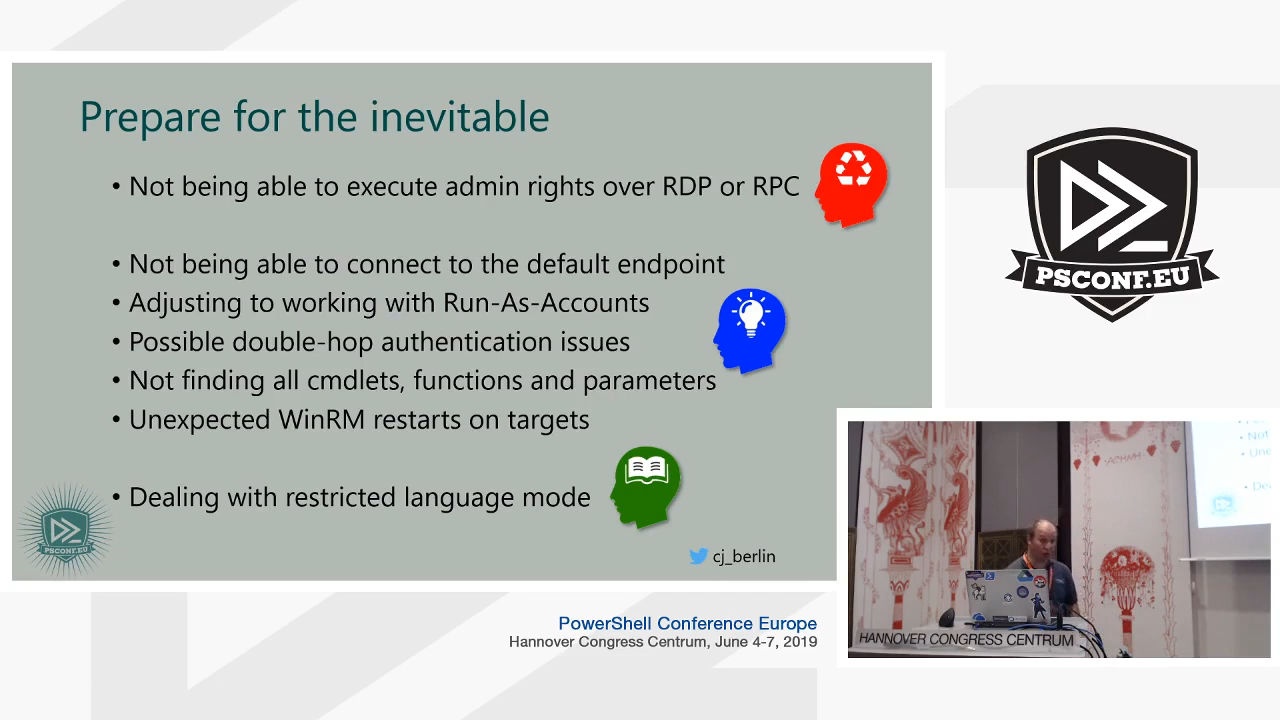 Prepare for the inevitable
• Not being able to execute admin rights over RDP or RPC
• Not being able to connect to the default endpoint
• Adjusting to working with Run-As-Accounts
• Possible double-hop authentication issues
• Not finding all cmdlets, functions and parameters
• Unexpected WinRM restarts on targets
• Dealing with restricted language mode
PSCONF.EU
cj_berlin
PSCONF.EU
PowerShell Conference Europe
Hannover Congress Centrum, June 4-7, 2019
• Not
• Une
• De
HANNOVER CONGRESS CENTRUM